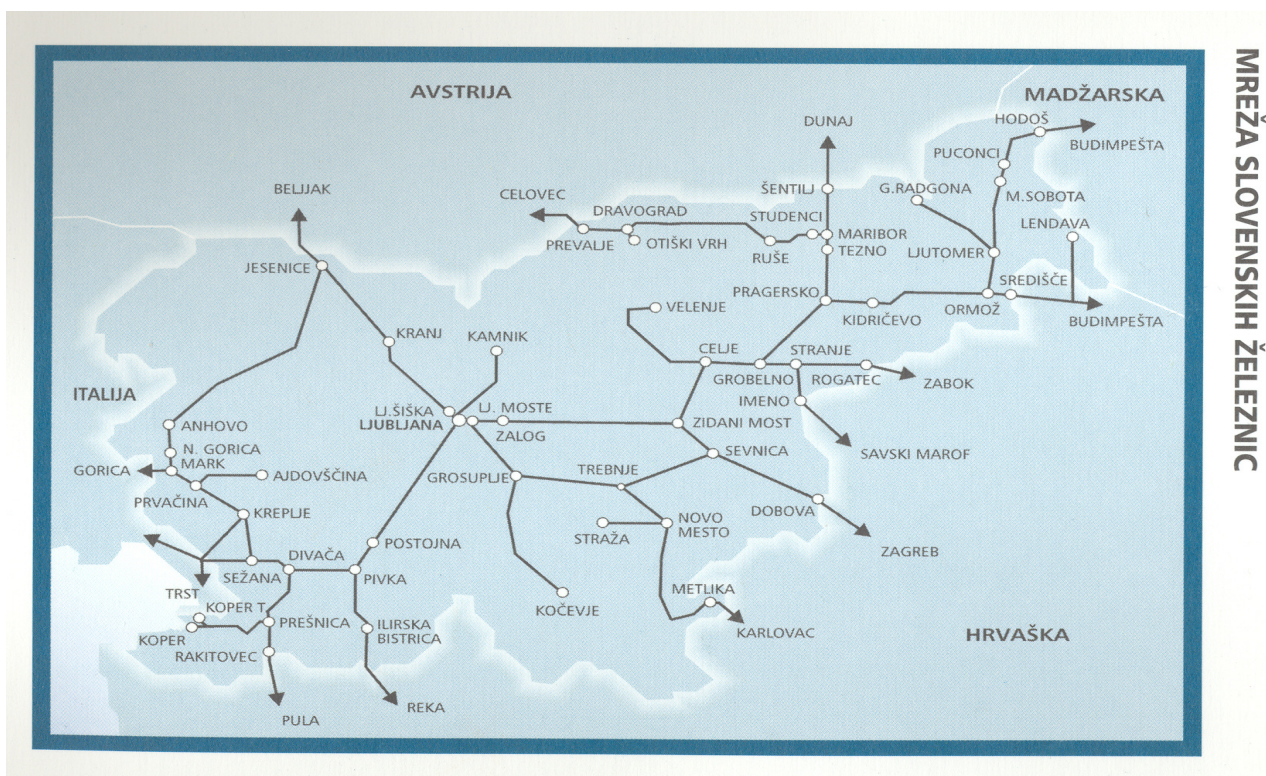 MREŽA SLOVENSKIH ŽELEZNIC
AVSTRIJA
MADŽARSKA
HODOŠ
DUNAJ
BUDIMPEŠTA
PUCONCI
BELJAK
CELOVEC
ŠENTILJ
G.RADGONA
M.SOBOTA
DRAVOGRAD
STUDENCI
LENDAVA
PREVALJE
OTIŠKI VRH
MARIBOR
RUŠE
TEZNO
LJUTOMER
JESENICE
SREDIŠČE
PRAGERSKO
VELENJE
KIDRIČEVO
ORMOŽ
BUDIMPEŠTA
KRANJ
KAMNIK
CELJE
STRANJE
GROBELNO
ROGATEC
ZABOK
ITALIJA
IMENO
LJ.ŠIŠKA
LJ. MOSTE
LJUBLJANA
ZALOG
ANHOVO
ZIDANI MOST
N. GORICA
MARK
SAVSKI MAROF
SEVNICA
GORICA
AJDOVŠČINA
GROSUPLJE
TREBNJE
PRVAČINA
DOBOVA
KREPLJE
NOVO
MESTO
STRAŽA
POSTOJNA
ZAGREB
DIVAČA
SEŽANA
PIVKA
TRST
METLIKA
KOPER T.
KOČEVJE
PREŠNICA
ILIRSKA
BISTRICA
KOPER
KARLOVAC
HRVAŠKA
RAKITOVEC
REKA
PULA